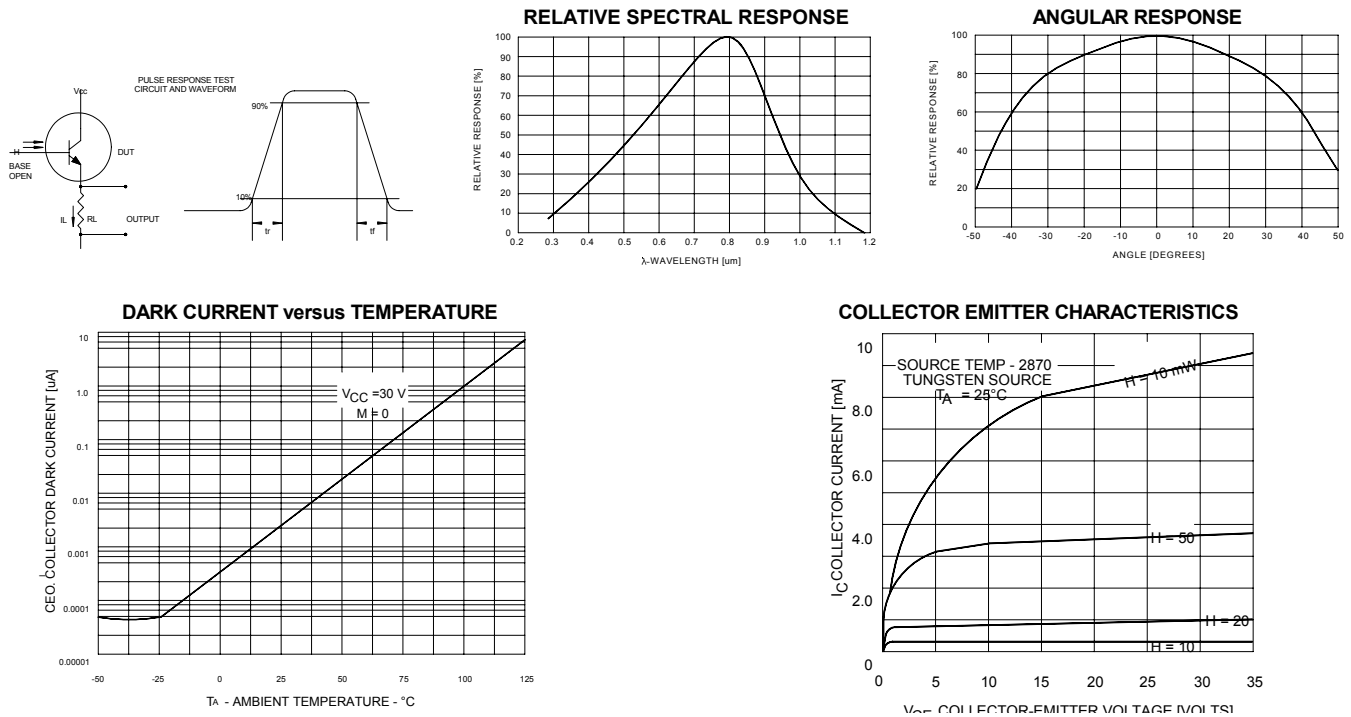 PULSE RESPONSE TEST
CIRCUIT AND WAVEFORM
Vcc
H
BASE
OPEN
DUT
IL
RL
OUTPUT
90%
10%
tr
tf
RELATIVE SPECTRAL RESPONSE
RELATIVE RESPONSE [%]
100
90
80
70
60
50
40
30
20
10
0
0.2 0.3 0.4 0.5 0.6 0.7 0.8 0.9 1.0 1.1 1.2
λ-WAVELENGTH [um]
ANGULAR RESPONSE
RELATIVE RESPONSE [%]
100
80
60
40
20
0
-50 -40 -30 -20 -10 0 10 20 30 40 50
ANGLE [DEGREES]
DARK CURRENT versus TEMPERATURE
CEO. COLLECTOR DARK CURRENT [uA]
10
1.0
0.1
0.01
0.001
0.0001
0.00001
VCC =30 V
M = 0
-50 -25 0 25 50 75 100 125
TA - AMBIENT TEMPERATURE - °C
COLLECTOR EMITTER CHARACTERISTICS
IC COLLECTOR CURRENT [mA]
10
8.0
6.0
4.0
2.0
0
SOURCE TEMP - 2870
TUNGSTEN SOURCE
TA = 25°C
H = 10 mW
H = 50
H = 20
H = 10
0 5 10 15 20 25 30 35
VCE COLLECTOR-EMITTER VOLTAGE [VOLTS]